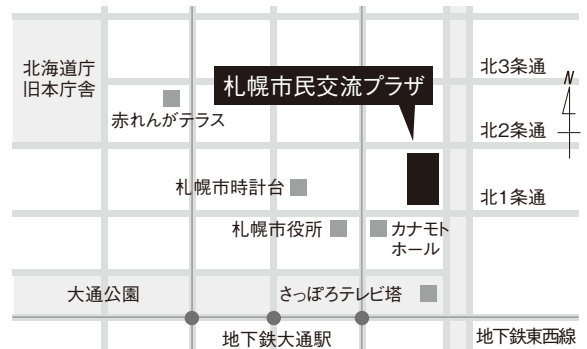 北海道庁
旧本庁舎
北3条通
N
札幌市民交流プラザ
赤れんがテラス
北2条通
札幌市時計台
北1条通
札幌市役所
カナモト
ホール
大通公園
さっぽろテレビ塔
地下鉄大通駅
地下鉄東西線